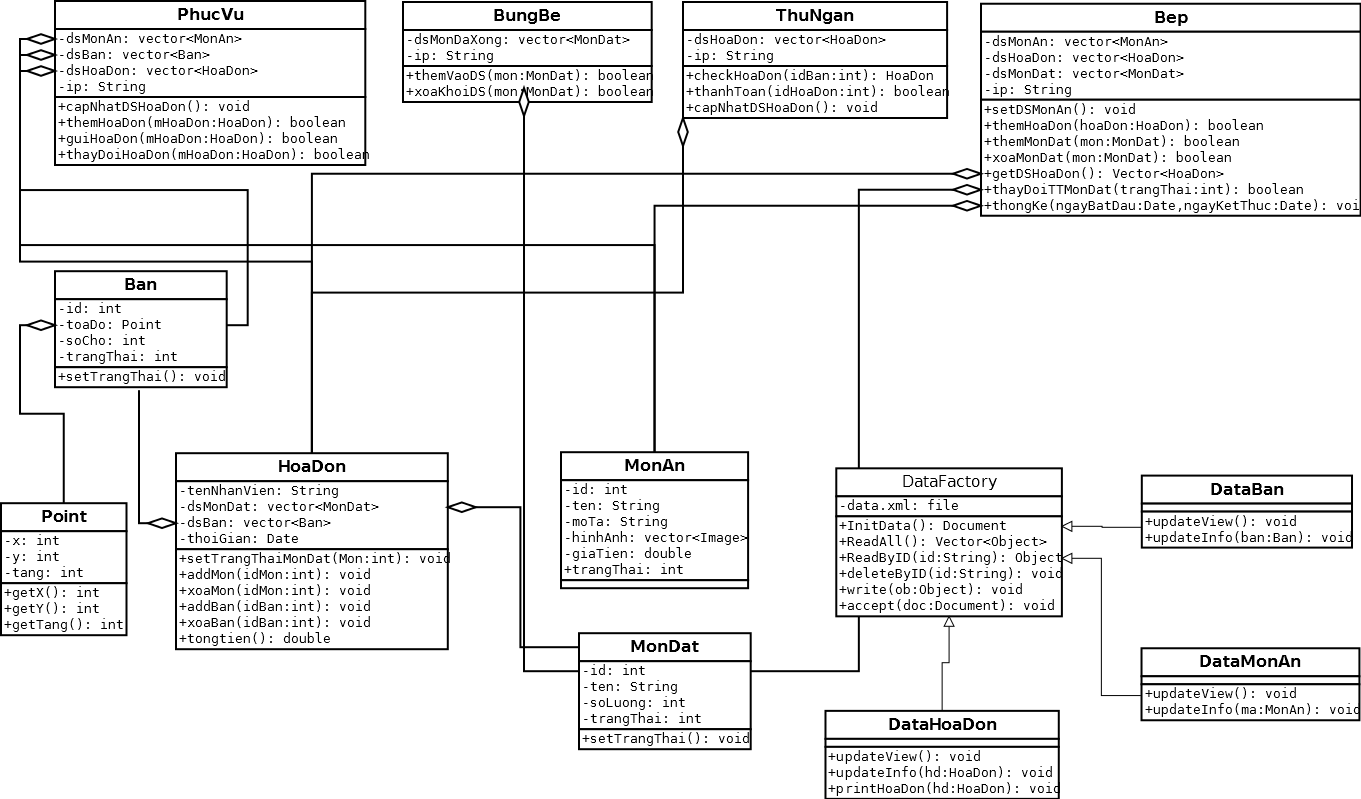 PhucVu
-dsMonAn: vector<MonAn>
-dsBan: vector<Ban>
-dsHoaDon: vector<HoaDon>
-ip: String
+capNhatDSHoaDon(): void
+themHoaDon(mHoaDon:HoaDon): boolean
+guiHoaDon(mHoaDon:HoaDon): boolean
+thayDoiHoaDon(mHoaDon:HoaDon): boolean
BungBe
-dsMonDaXong: vector<MonDat>
-ip: String
+themVaoDS(mon:MonDat): boolean
+xoaKhoiDS(mon:MonDat): boolean
ThuNgan
-dsHoaDon: vector<HoaDon>
-ip: String
+checkHoaDon(idBan:int): HoaDon
+thanhToan(idHoaDon:int): boolean
+capNhatDSHoaDon(): void
Bep
-dsMonAn: vector<MonAn>
-dsHoaDon: vector<HoaDon>
-dsMonDat: vector<MonDat>
-ip: String
+setDSMonAn(): void
+themHoaDon(hoaDon:HoaDon): boolean
+themMonDat(mon:MonDat): boolean
+xoaMonDat(mon:MonDat): boolean
+getDSHoaDon(): Vector<HoaDon>
+thayDoiTTMonDat(trangThai:int): boolean
+thongKe(ngayBatDau:Date,ngayKetThuc:Date): voi
Ban
-id: int
-toaDo: Point
-soCho: int
-trangThai: int
+setTrangThai(): void
Point
-x: int
-y: int
-tang: int
+getX(): int
+getY(): int
+getTang(): int
HoaDon
-tenNhanVien: String
-dsMonDat: vector<MonDat>
-dsBan: vector<Ban>
-thoiGian: Date
+setTrangThaiMonDat(Mon:int): void
+addMon(idMon:int): void
+xoaMon(idMon:int): void
+addBan(idBan:int): void
+xoaBan(idBan:int): void
+tongtien(): double
MonAn
-id: int
-ten: String
-moTa: String
-hinhAnh: vector<Image>
-giaTien: double
+trangThai: int
MonDat
-id: int
-ten: String
-soLuong: int
-trangThai: int
+setTrangThai(): void
DataFactory
-data.xml: file
+InitData(): Document
+ReadAll(): Vector<Object>
+ReadByID(id:String): Object
+deleteByID(id:String): void
+write(ob:Object): void
+accept(doc:Document): void
DataBan
+updateView(): void
+updateInfo(ban:Ban): void
DataMonAn
+updateView(): void
+updateInfo(ma:MonAn): void
DataHoaDon
+updateView(): void
+updateInfo(hd:HoaDon): void
+printHoaDon(hd:HoaDon): void